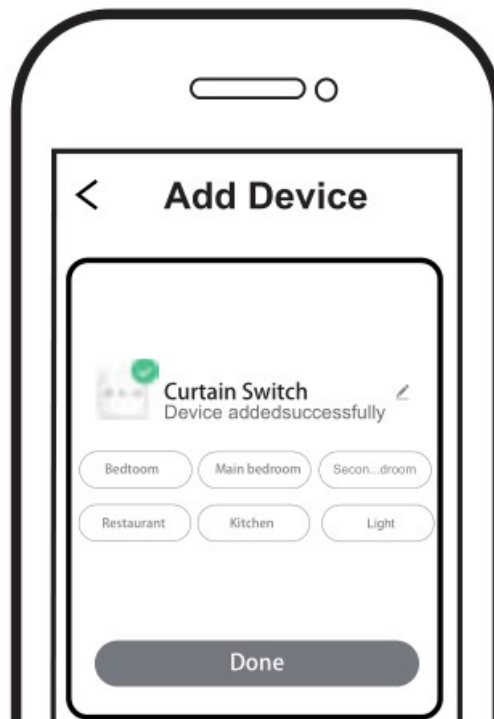 Add Device
Curtain Switch
Device addedsuccessfully
Bedtoom Main bedroom Secon...droom
Restaurant Kitchen Light
Done